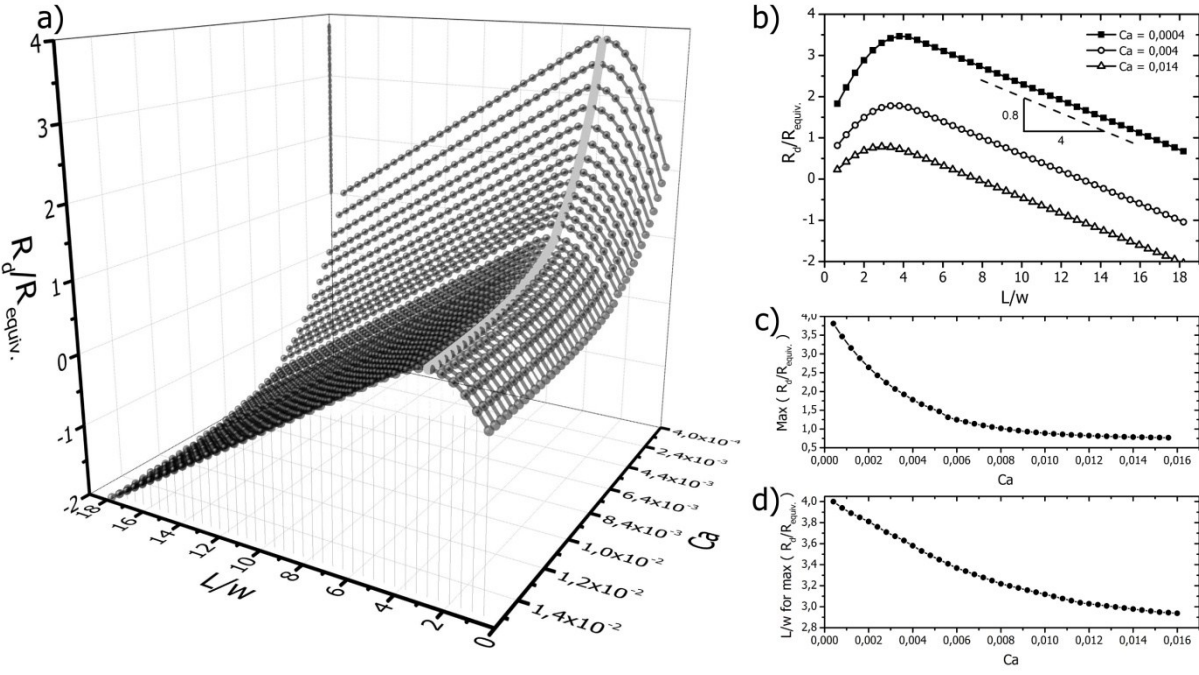 a)
4
3
2
1
0
-1
-2
R_d/R_equiv.
18
16
14
12
10
8
6
4
2
0
L/w
4,0x10⁻⁴
2,4x10⁻³
4,4x10⁻³
6,4x10⁻³
8,4x10⁻³
1,0x10⁻²
1,2x10⁻²
1,4x10⁻²
Ca
b)
4
3
2
1
0
-1
-2
R_d/R_equiv.
Ca = 0,0004
Ca = 0,004
Ca = 0,014
0.8
4
0 2 4 6 8 10 12 14 16 18
L/w
c)
4,0
3,5
3,0
2,5
2,0
1,5
1,0
0,5
Max ( R_d/R_equiv. )
0,000 0,002 0,004 0,006 0,008 0,010 0,012 0,014 0,016
Ca
d)
4,0
3,8
3,6
3,4
3,2
3,0
2,8
L/w for max ( R_d/R_equiv. )
0,000 0,002 0,004 0,006 0,008 0,010 0,012 0,014 0,016
Ca